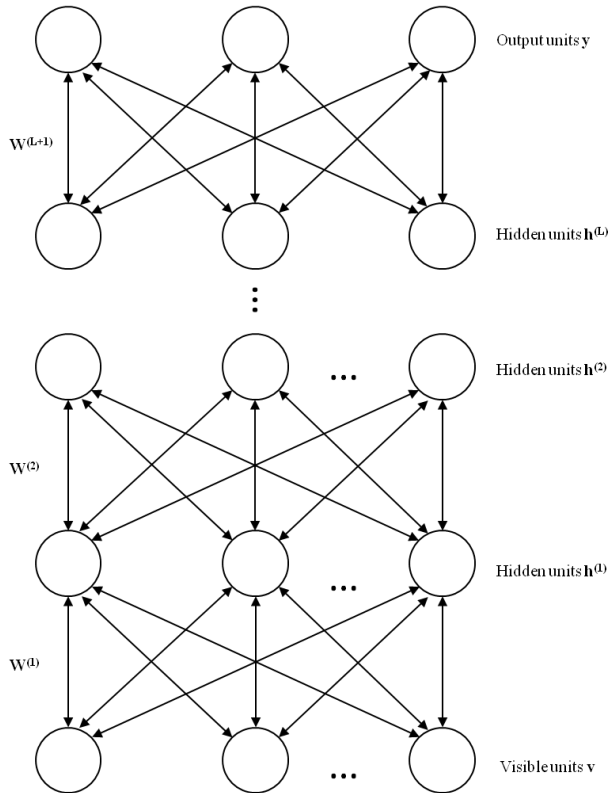 Output units y
W(L+1)
Hidden units h(L)
Hidden units h(2)
W(2)
Hidden units h(1)
W(1)
Visible units v